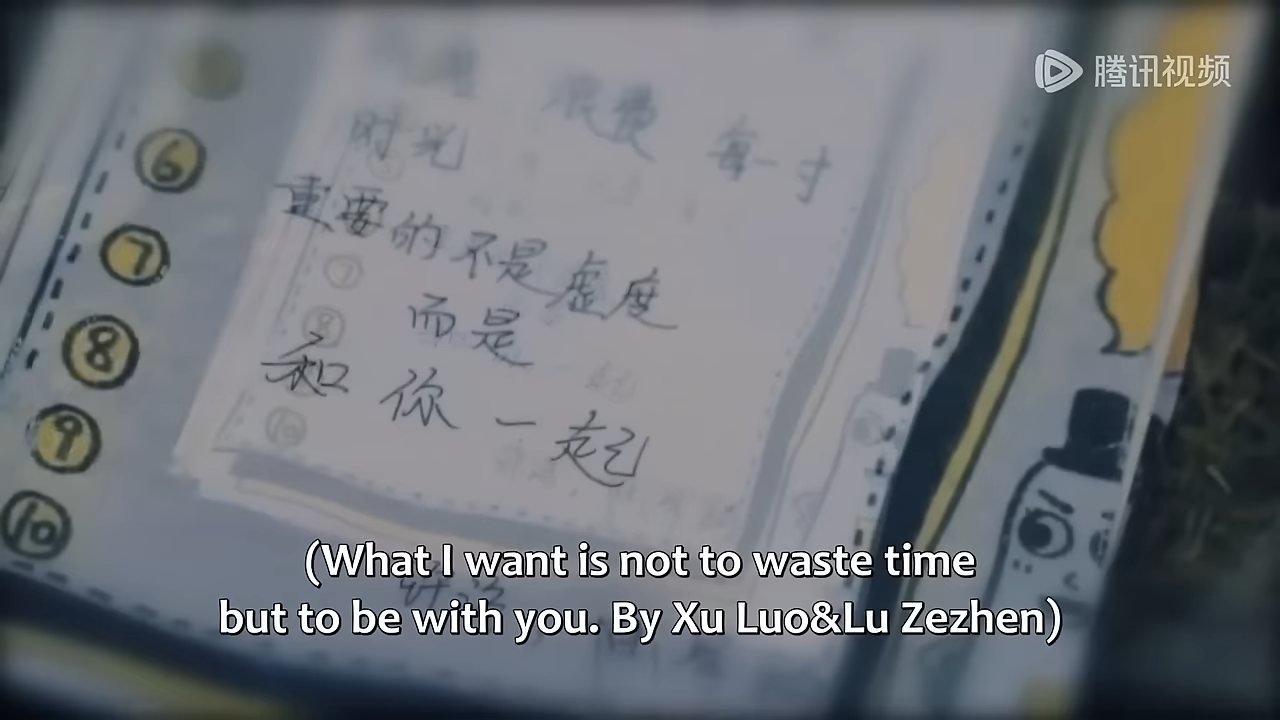 腾讯视频
浪费 每一寸
时光
重要的不是虚度
而是
和你一起
6
7
8
9
10
(What I want is not to waste time
but to be with you. By Xu Luo&Lu Zezhen)